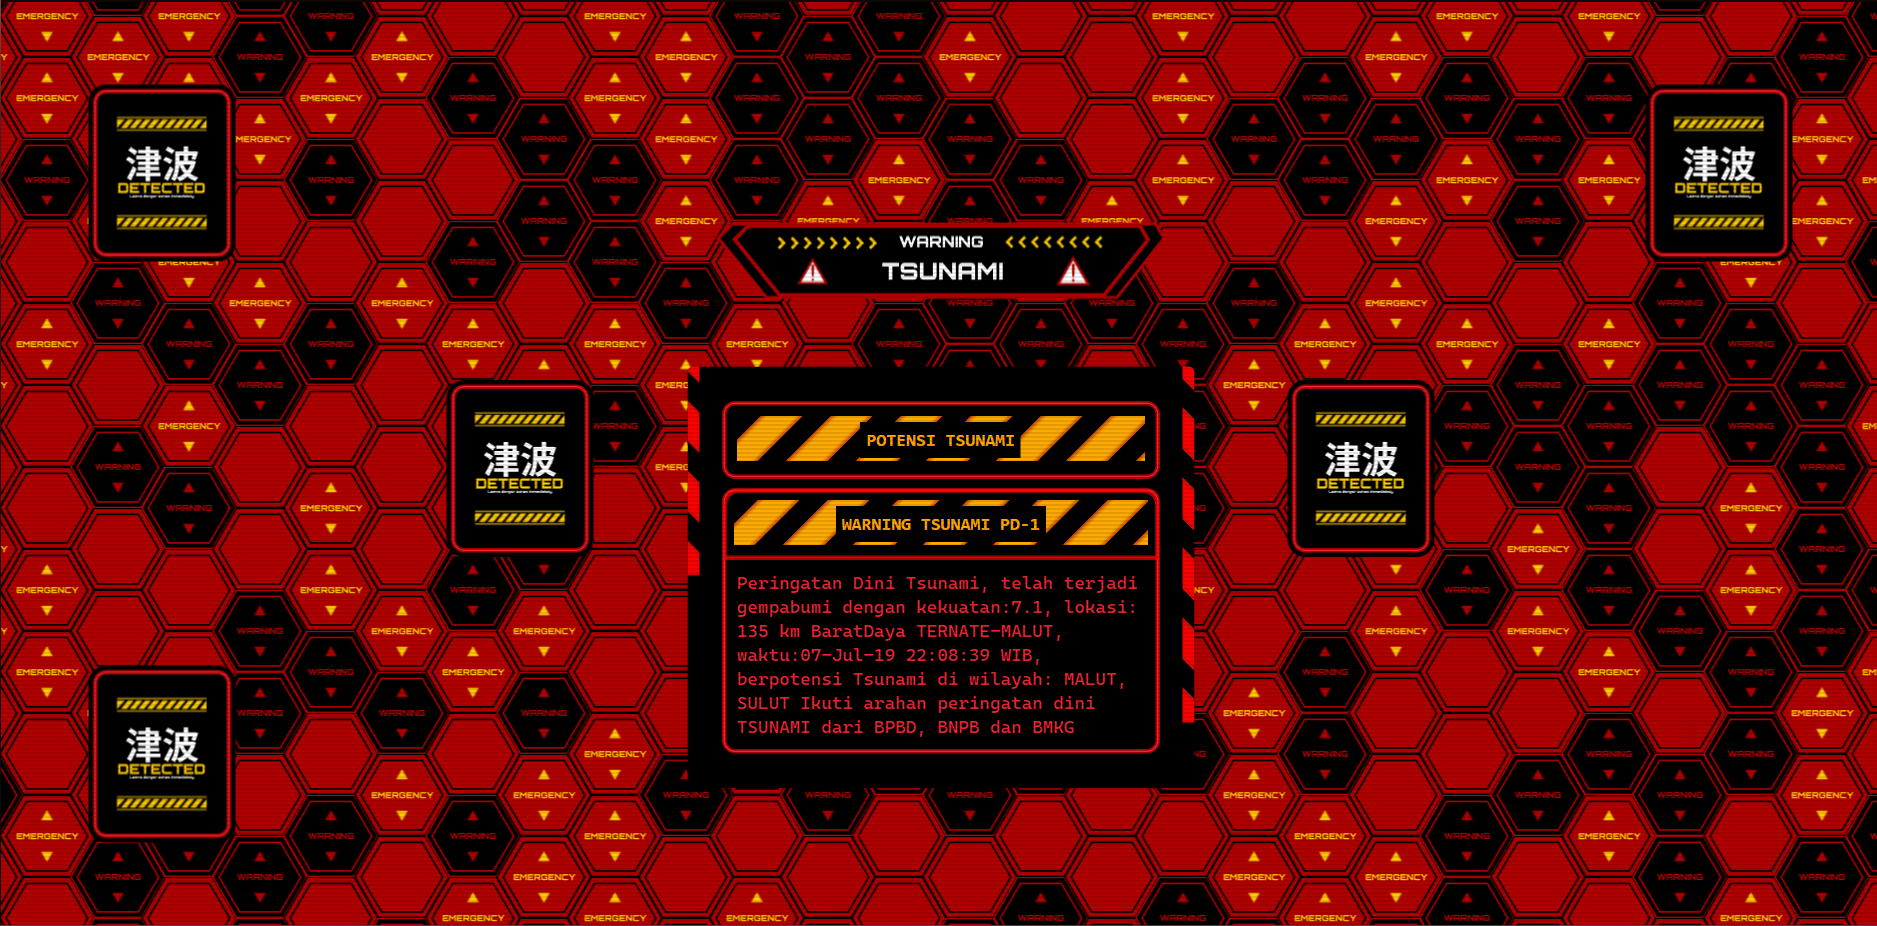 WARNING
TSUNAMI
津波
DETECTED
津波
DETECTED
津波
DETECTED
津波
DETECTED
津波
DETECTED
POTENSI TSUNAMI
WARNING TSUNAMI PD-1
Peringatan Dini Tsunami, telah terjadi
gempabumi dengan kekuatan:7.1, lokasi:
135 km BaratDaya TERNATE-MALUT,
waktu:07-Jul-19 22:08:39 WIB,
berpotensi Tsunami di wilayah: MALUT,
SULUT Ikuti arahan peringatan dini
TSUNAMI dari BPBD, BNPB dan BMKG
EMERGENCY
WARNING